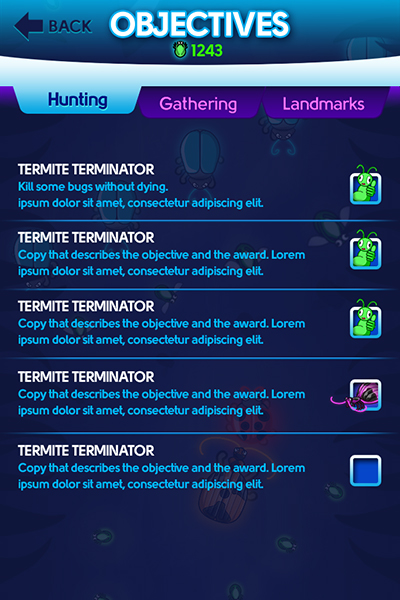 BACK
OBJECTIVES
1243
Hunting
Gathering
Landmarks
TERMITE TERMINATOR
Kill some bugs without dying.
ipsum dolor sit amet, consectetur adipiscing elit.
TERMITE TERMINATOR
Copy that describes the objective and the award. Lorem
ipsum dolor sit amet, consectetur adipiscing elit.
TERMITE TERMINATOR
Copy that describes the objective and the award. Lorem
ipsum dolor sit amet, consectetur adipiscing elit.
TERMITE TERMINATOR
Copy that describes the objective and the award. Lorem
ipsum dolor sit amet, consectetur adipiscing elit.
TERMITE TERMINATOR
Copy that describes the objective and the award. Lorem
ipsum dolor sit amet, consectetur adipiscing elit.